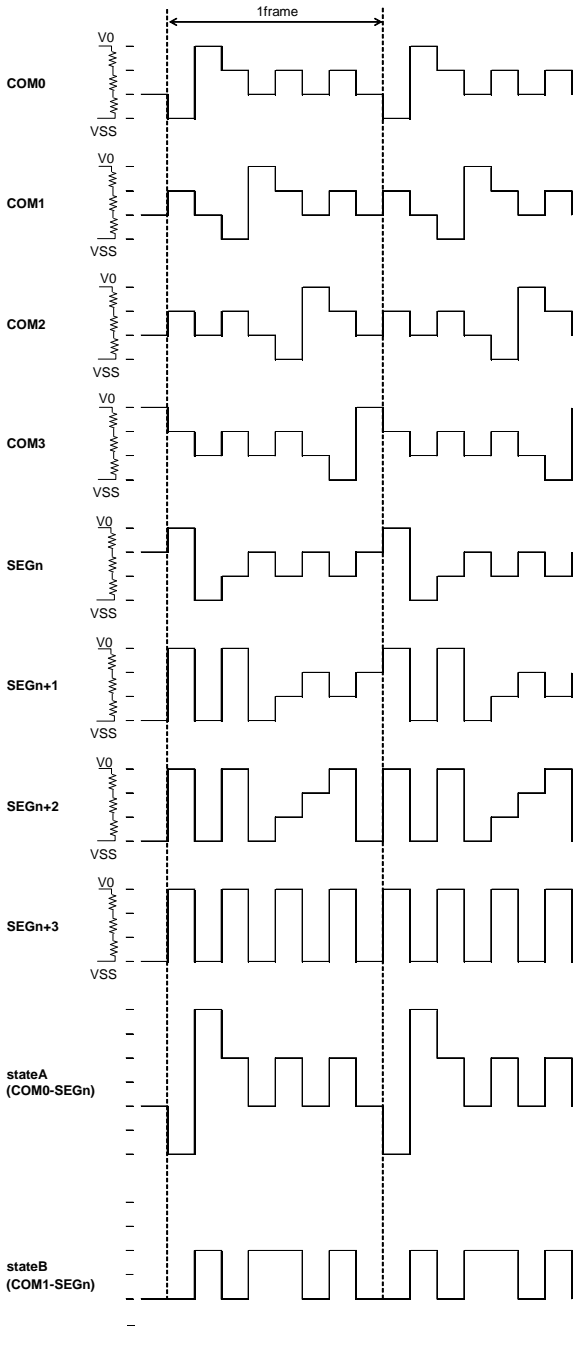 1frame
V0
COM0
VSS
V0
COM1
VSS
V0
COM2
VSS
V0
COM3
VSS
V0
SEGn
VSS
V0
SEGn+1
VSS
V0
SEGn+2
VSS
V0
SEGn+3
VSS
stateA
(COM0-SEGn)
stateB
(COM1-SEGn)